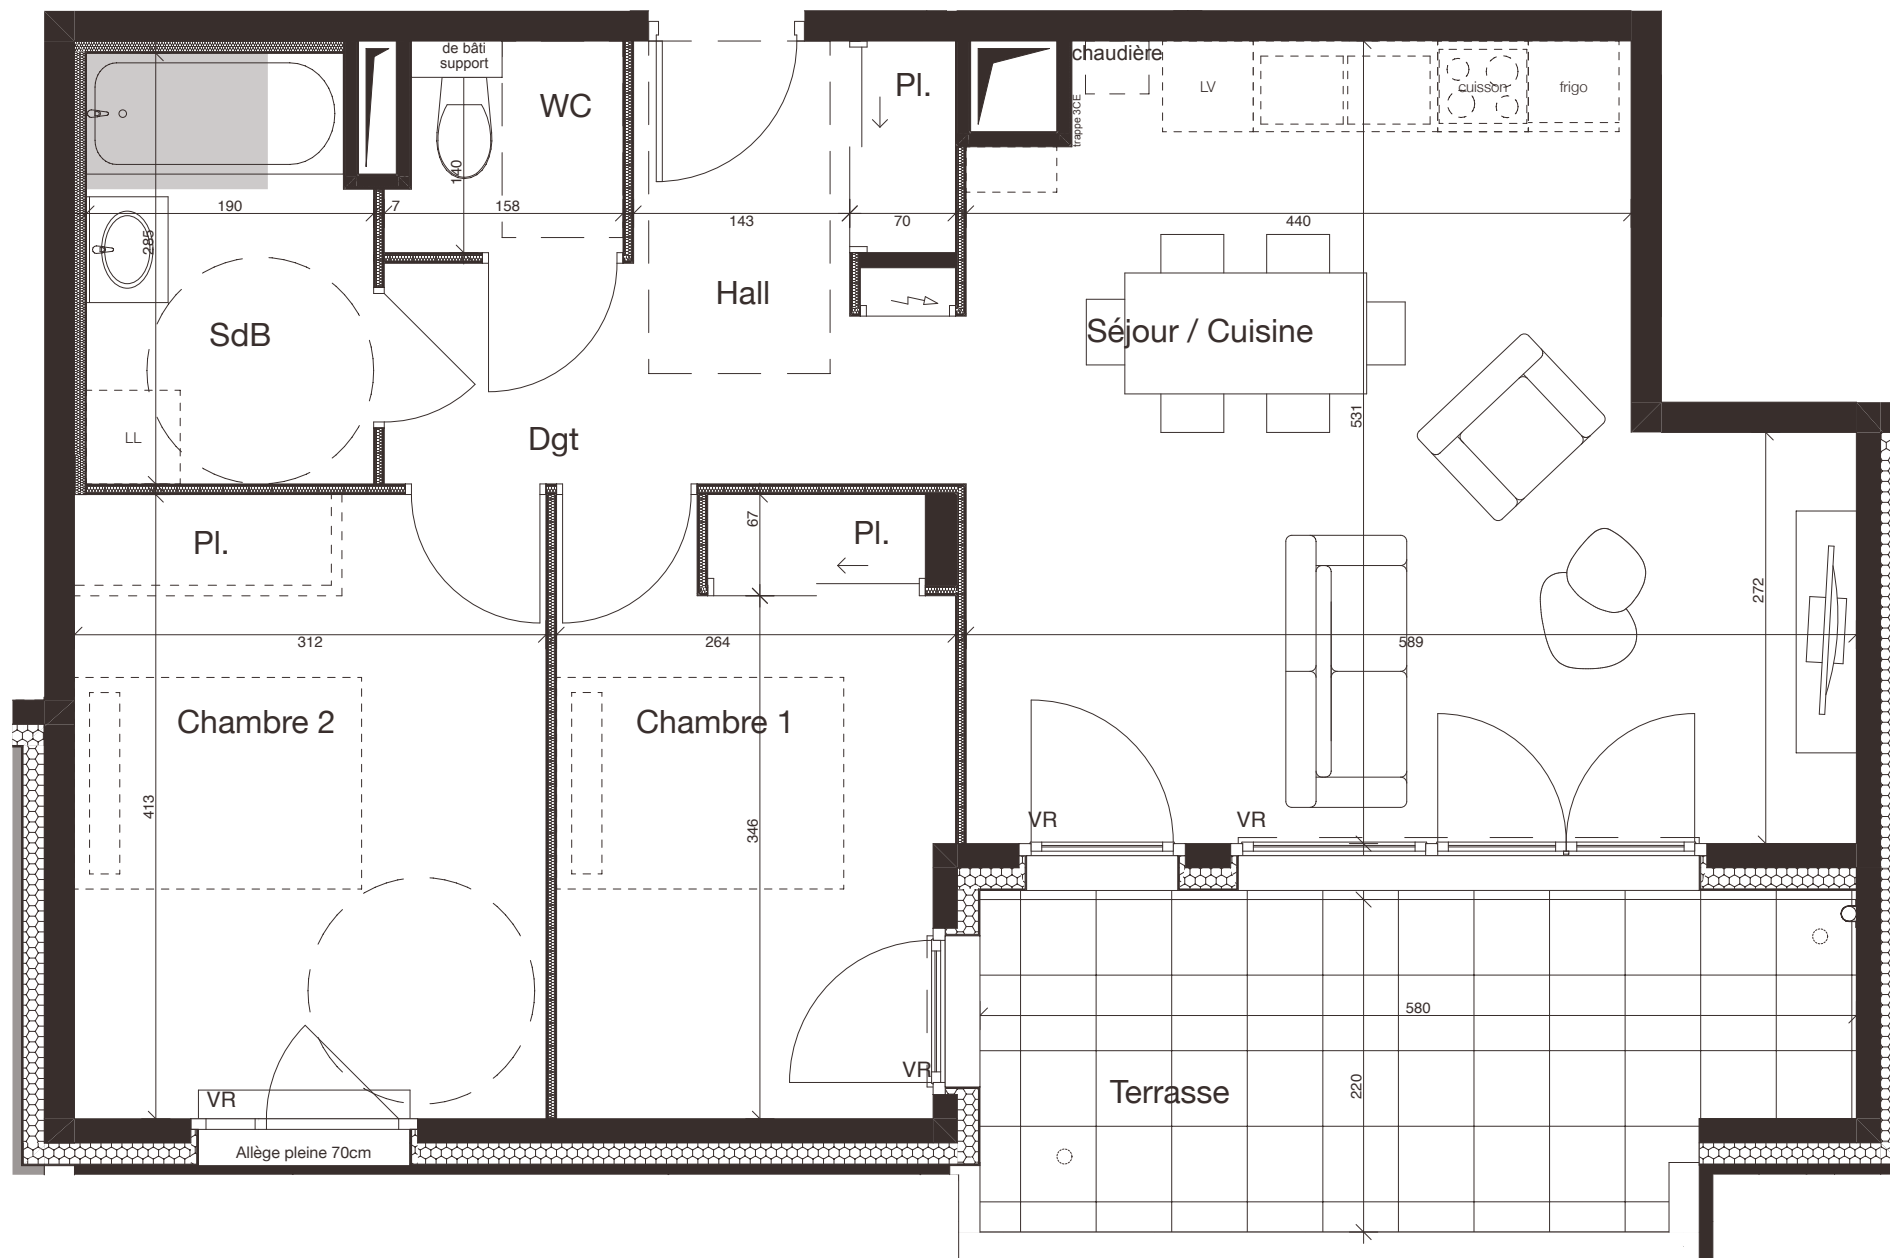 de bâti
support
WC
Pl.
chaudière
trappe 3CE
LV
cuisson
frigo
140
190
7
158
143
70
440
285
SdB
Hall
Séjour / Cuisine
531
LL
Dgt
Pl.
67
Pl.
272
312
264
589
Chambre 2
Chambre 1
413
346
VR
VR
580
VR
Terrasse
220
VR
Allège pleine 70cm